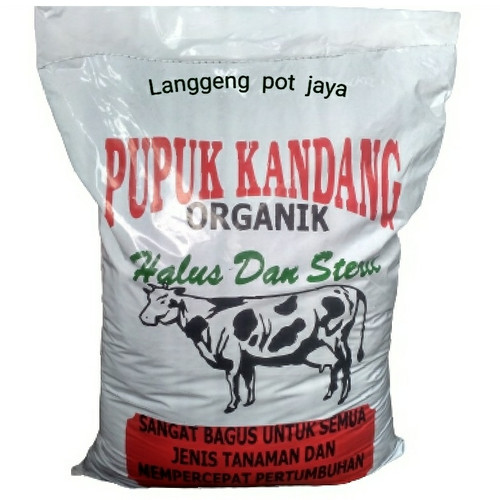 Langgeng pot jaya
PUPUK KANDANG
ORGANIK
Halus Dan Steril
SANGAT BAGUS UNTUK SEMUA
JENIS TANAMAN DAN
MEMPERCEPAT PERTUMBUHAN